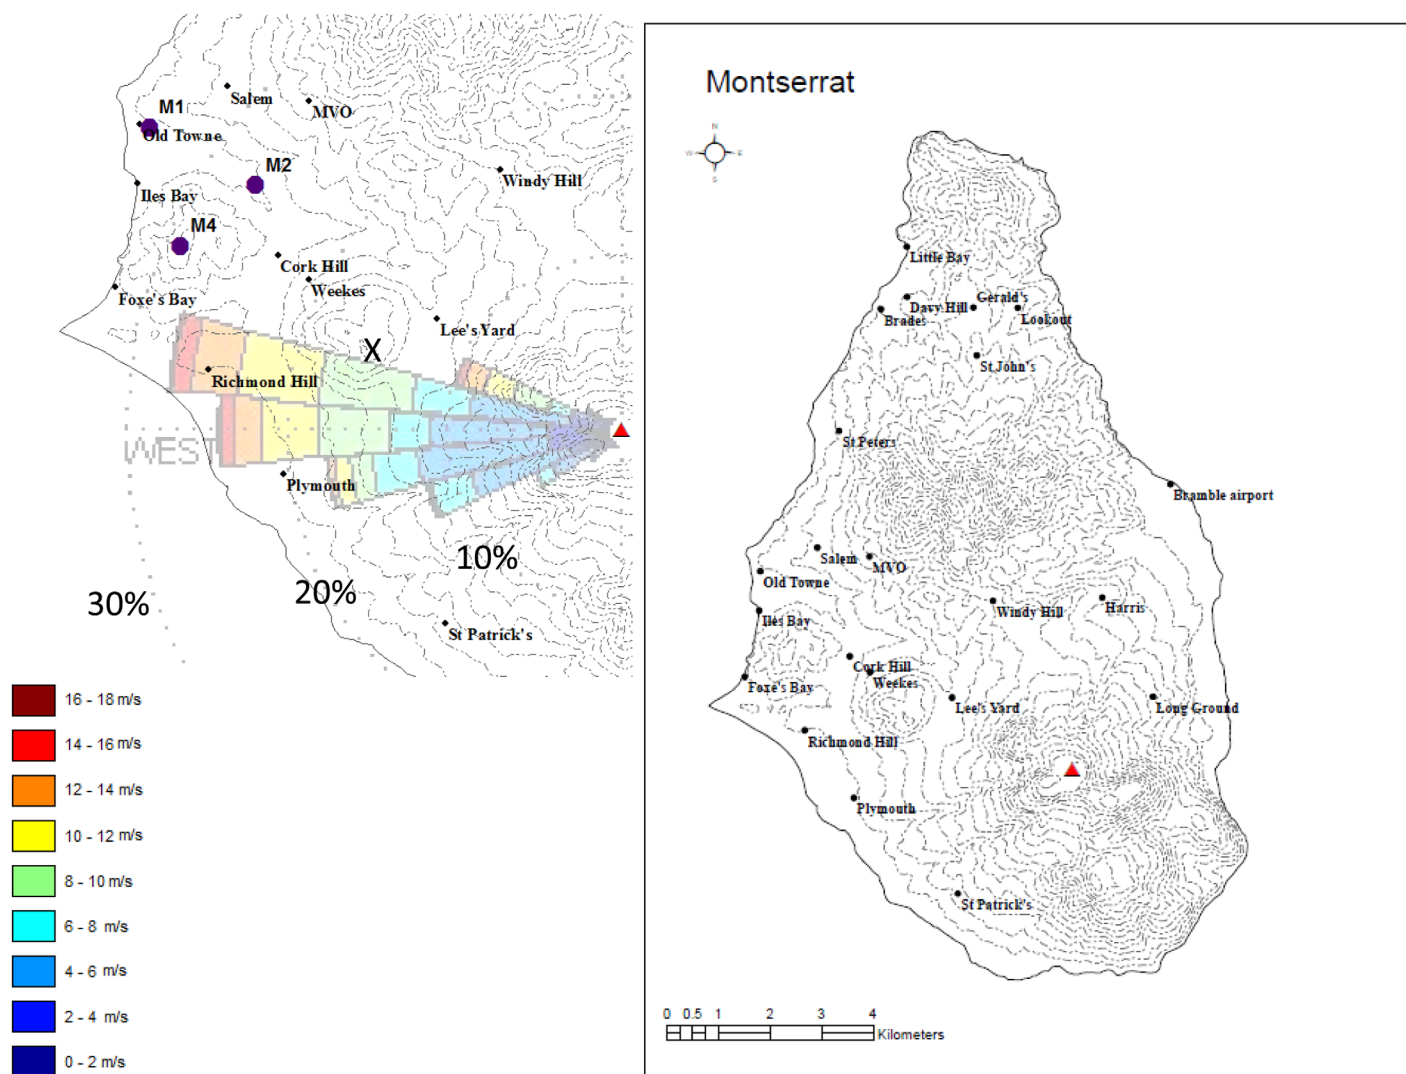 Salem
MVO
M1
Old Towne
M2
Windy Hill
Iles Bay
M4
Cork Hill
Weekes
Foxe's Bay
Lee's Yard
X
Richmond Hill
WEST
Plymouth
10%
20%
30%
St Patrick's
16 - 18 m/s
14 - 16 m/s
12 - 14 m/s
10 - 12 m/s
8 - 10 m/s
6 - 8 m/s
4 - 6 m/s
2 - 4 m/s
0 - 2 m/s
Montserrat
N
W E
S
Little Bay
Gerald's
Davy Hill
Brades
Lookout
St John's
St Peters
Bramble airport
Salem
MVO
Old Towne
Windy Hill
Harris
Iles Bay
Cork Hill
Weekes
Foxe's Bay
Lee's Yard
Long Ground
Richmond Hill
Plymouth
St Patrick's
0 0.5 1 2 3 4
Kilometers